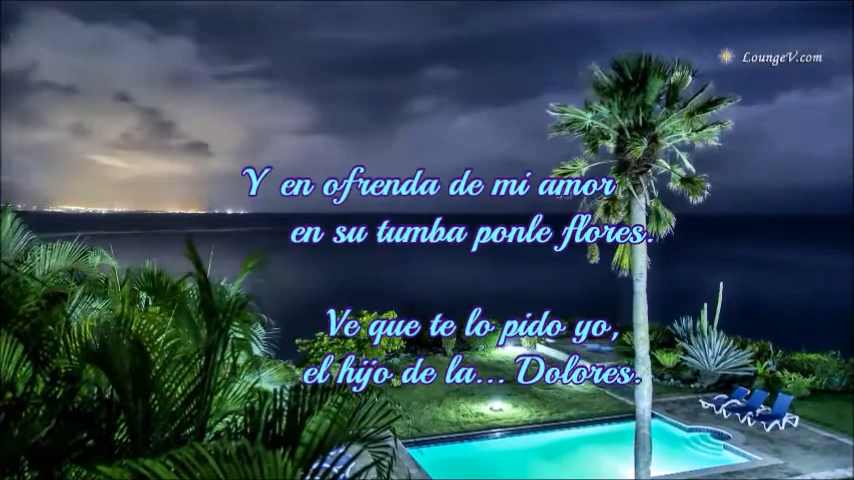 LoungeV.com
Y en ofrenda de mi amor
en su tumba ponle flores.
Ve que te lo pido yo,
el hijo de la... Dolores.